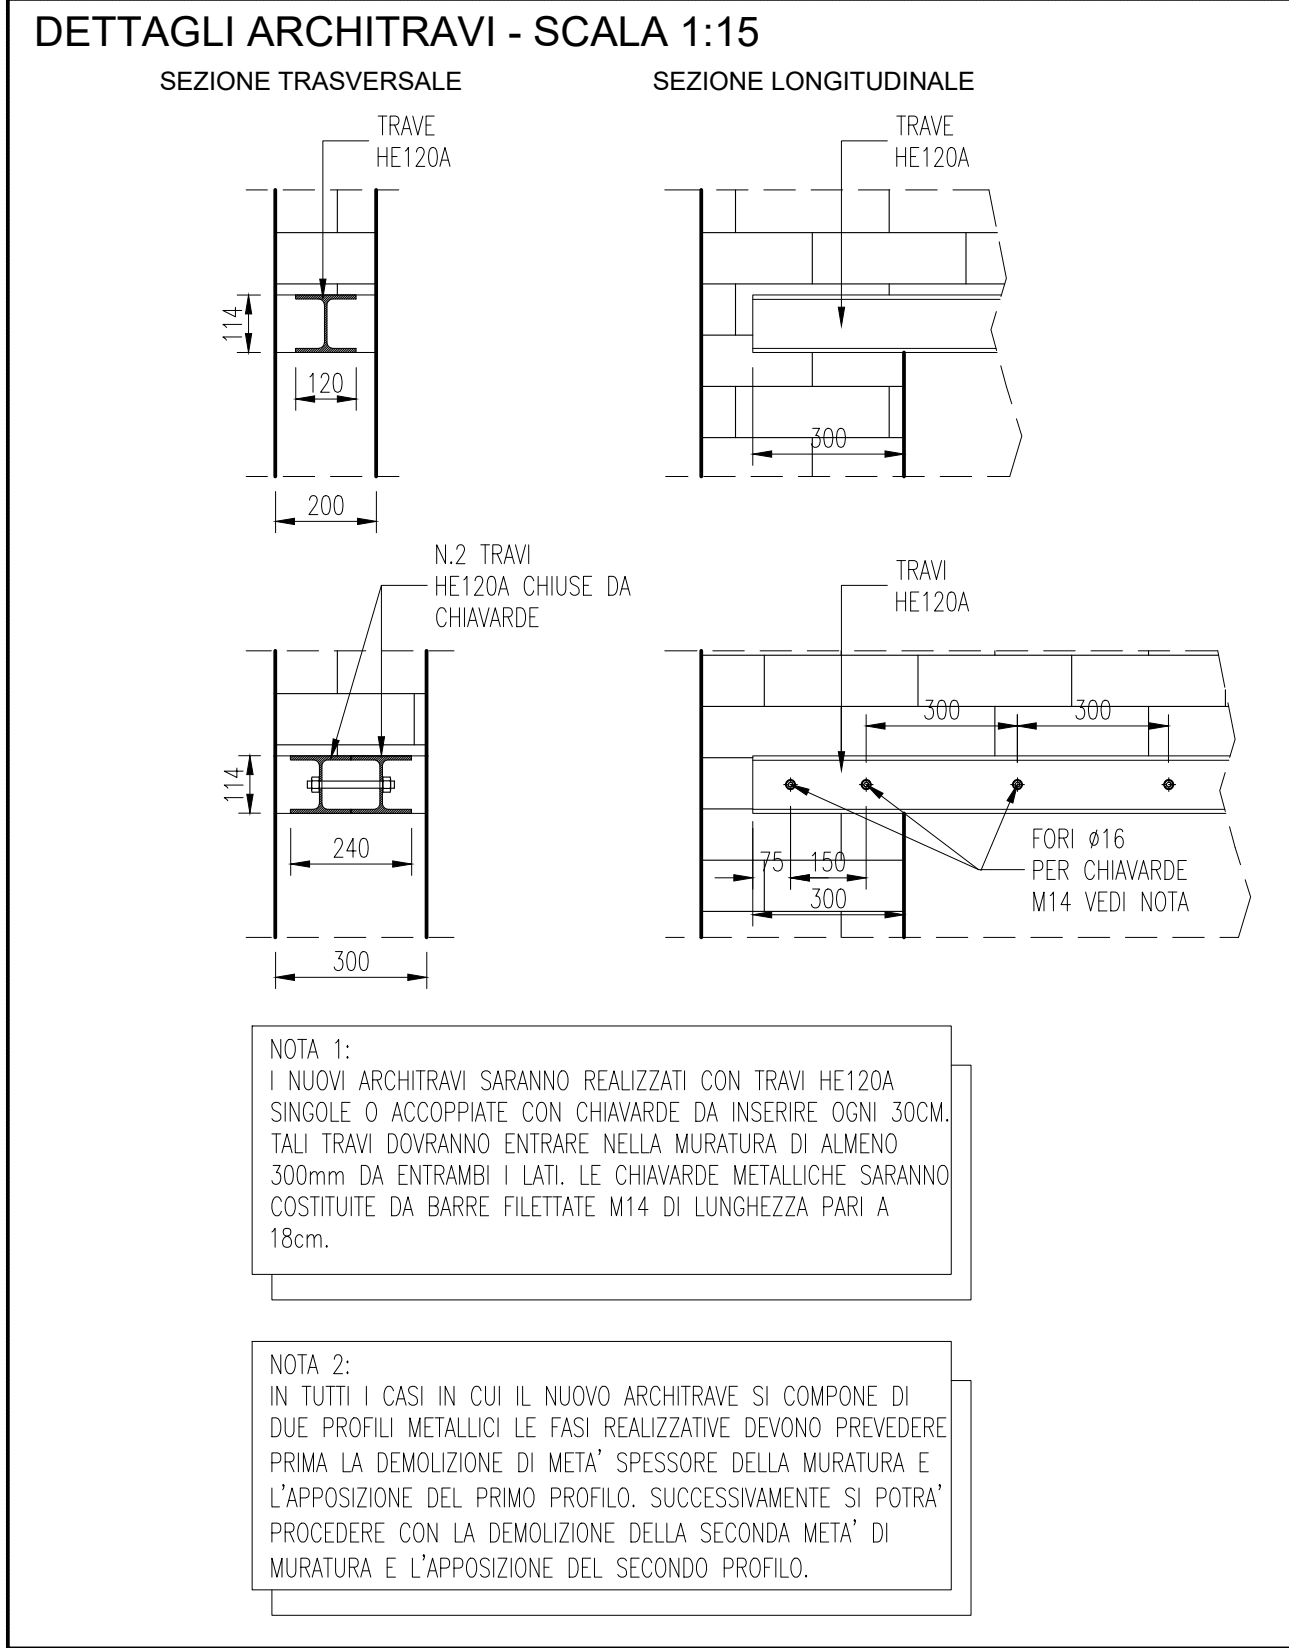 DETTAGLI ARCHITRAVI - SCALA 1:15
SEZIONE TRASVERSALE
SEZIONE LONGITUDINALE
TRAVE
HE120A
114
120
200
TRAVE
HE120A
300
N.2 TRAVI
HE120A CHIUSE DA
CHIAVARDE
114
240
300
TRAVI
HE120A
300
300
75
150
300
FORI ø16
PER CHIAVARDE
M14 VEDI NOTA
NOTA 1:
I NUOVI ARCHITRAVI SARANNO REALIZZATI CON TRAVI HE120A
SINGOLE O ACCOPPIATE CON CHIAVARDE DA INSERIRE OGNI 30CM.
TALI TRAVI DOVRANNO ENTRARE NELLA MURATURA DI ALMENO
300mm DA ENTRAMBI I LATI. LE CHIAVARDE METALLICHE SARANNO
COSTITUITE DA BARRE FILETTATE M14 DI LUNGHEZZA PARI A
18cm.
NOTA 2:
IN TUTTI I CASI IN CUI IL NUOVO ARCHITRAVE SI COMPONE DI
DUE PROFILI METALLICI LE FASI REALIZZATIVE DEVONO PREVEDERE
PRIMA LA DEMOLIZIONE DI META' SPESSORE DELLA MURATURA E
L'APPOSIZIONE DEL PRIMO PROFILO. SUCCESSIVAMENTE SI POTRA'
PROCEDERE CON LA DEMOLIZIONE DELLA SECONDA META' DI
MURATURA E L'APPOSIZIONE DEL SECONDO PROFILO.